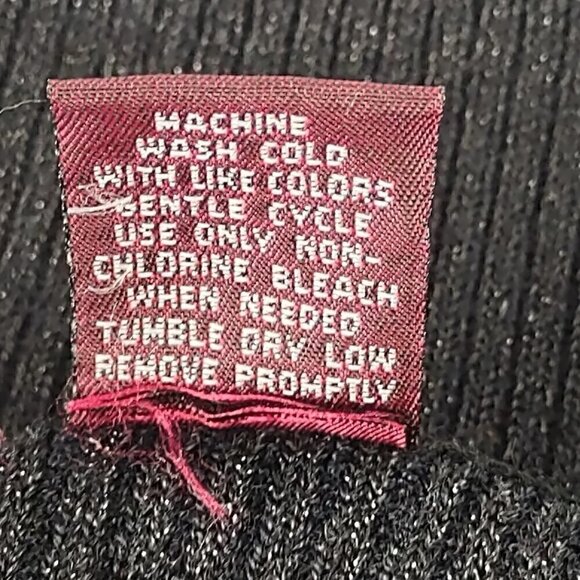 MACHINE
WASH COLD
WITH LIKE COLORS
GENTLE CYCLE
USE ONLY NON-
CHLORINE BLEACH
WHEN NEEDED
TUMBLE DRY LOW
REMOVE PROMPTLY